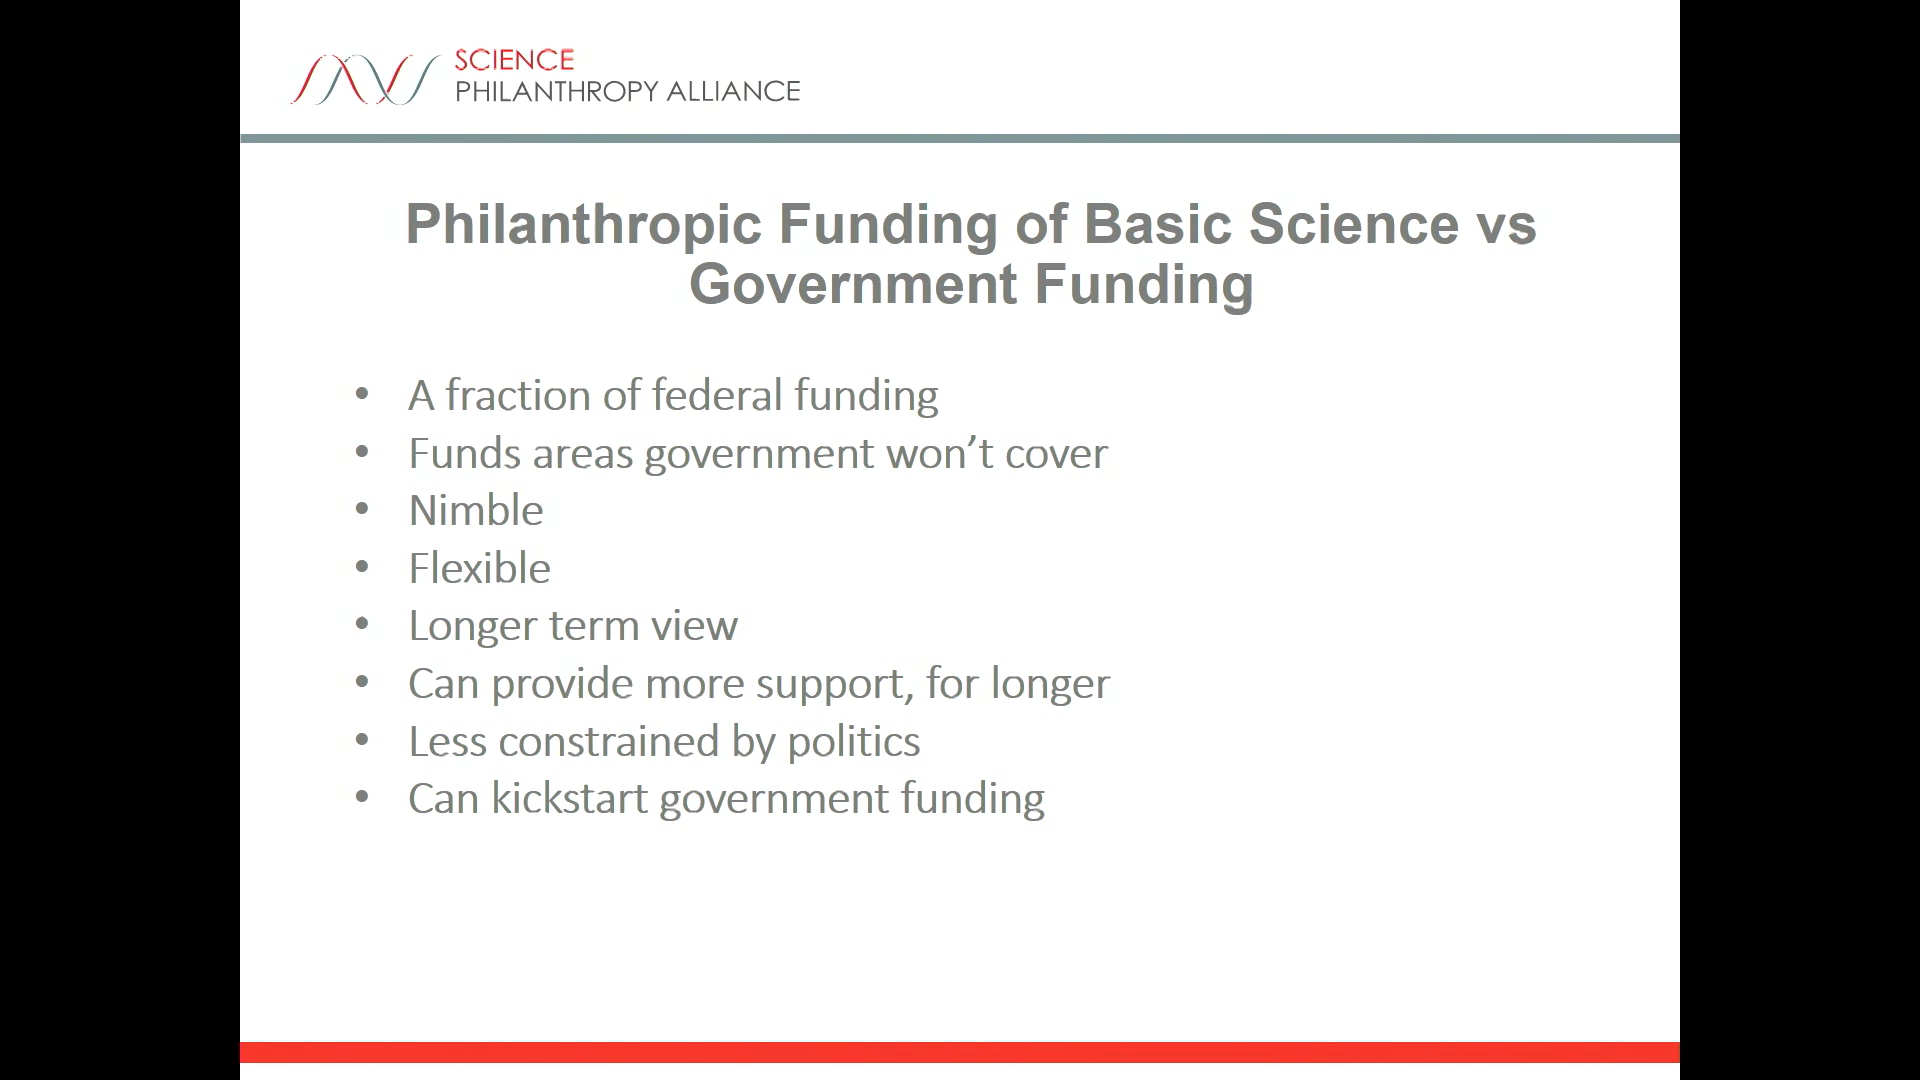 SCIENCE
PHILANTHROPY ALLIANCE
Philanthropic Funding of Basic Science vs
Government Funding
• A fraction of federal funding
• Funds areas government won’t cover
• Nimble
• Flexible
• Longer term view
• Can provide more support, for longer
• Less constrained by politics
• Can kickstart government funding